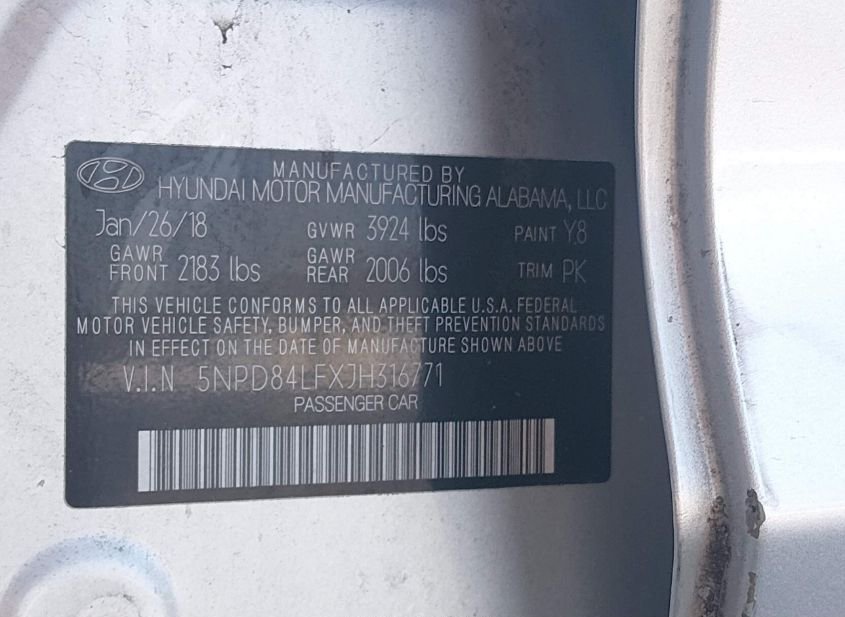 MANUFACTURED BY
HYUNDAI MOTOR MANUFACTURING ALABAMA, LLC
Jan/26/18 GVWR 3924 lbs PAINT Y8
GAWR FRONT 2183 lbs GAWR REAR 2006 lbs TRIM PK
THIS VEHICLE CONFORMS TO ALL APPLICABLE U.S.A. FEDERAL
MOTOR VEHICLE SAFETY, BUMPER, AND THEFT PREVENTION STANDARDS
IN EFFECT ON THE DATE OF MANUFACTURE SHOWN ABOVE
V.I.N 5NPD84LFXJH316771
PASSENGER CAR